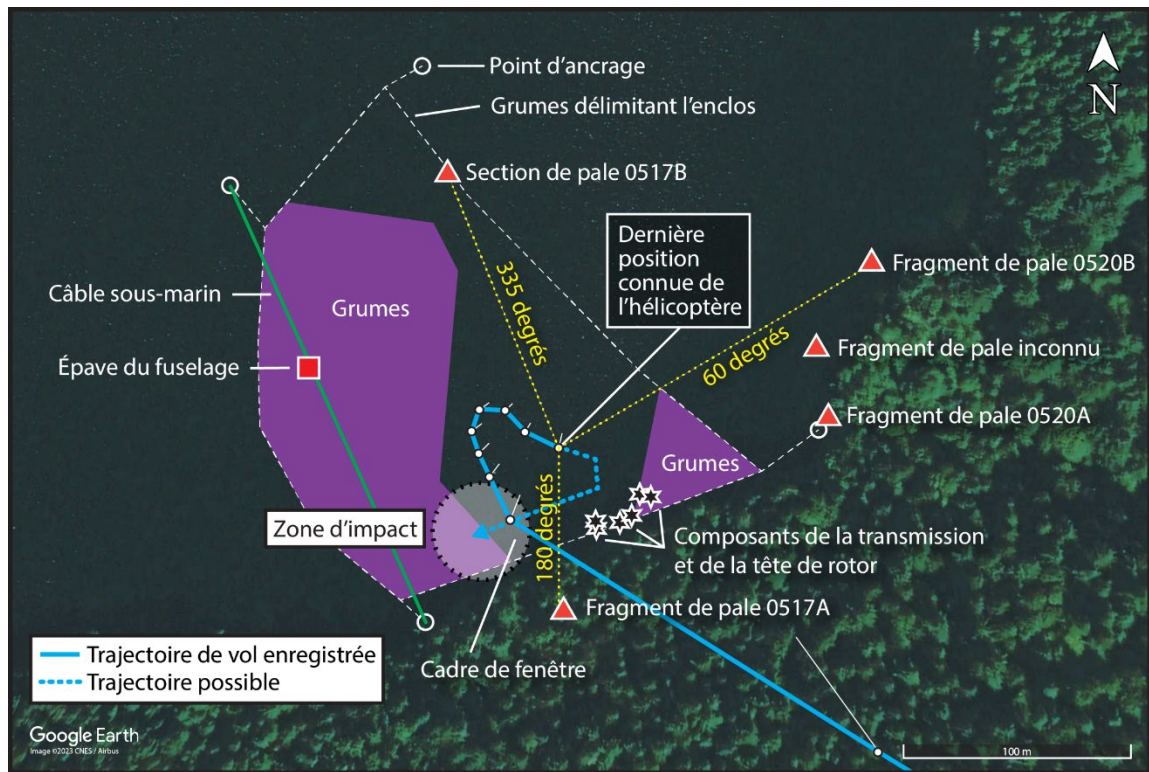 Point d’ancrage
N
Grumes délimitant l’enclos
Section de pale 0517B
Dernière
position
connue de
l’hélicoptère
Fragment de pale 0520B
Câble sous-marin
Grumes
335 degrés
60 degrés
Fragment de pale inconnu
Épave du fuselage
Fragment de pale 0520A
Grumes
Zone d’impact
180 degrés
Composants de la transmission
et de la tête de rotor
Fragment de pale 0517A
Cadre de fenêtre
Trajectoire de vol enregistrée
Trajectoire possible
Google Earth
Image ©2023 CNES / Airbus
100 m